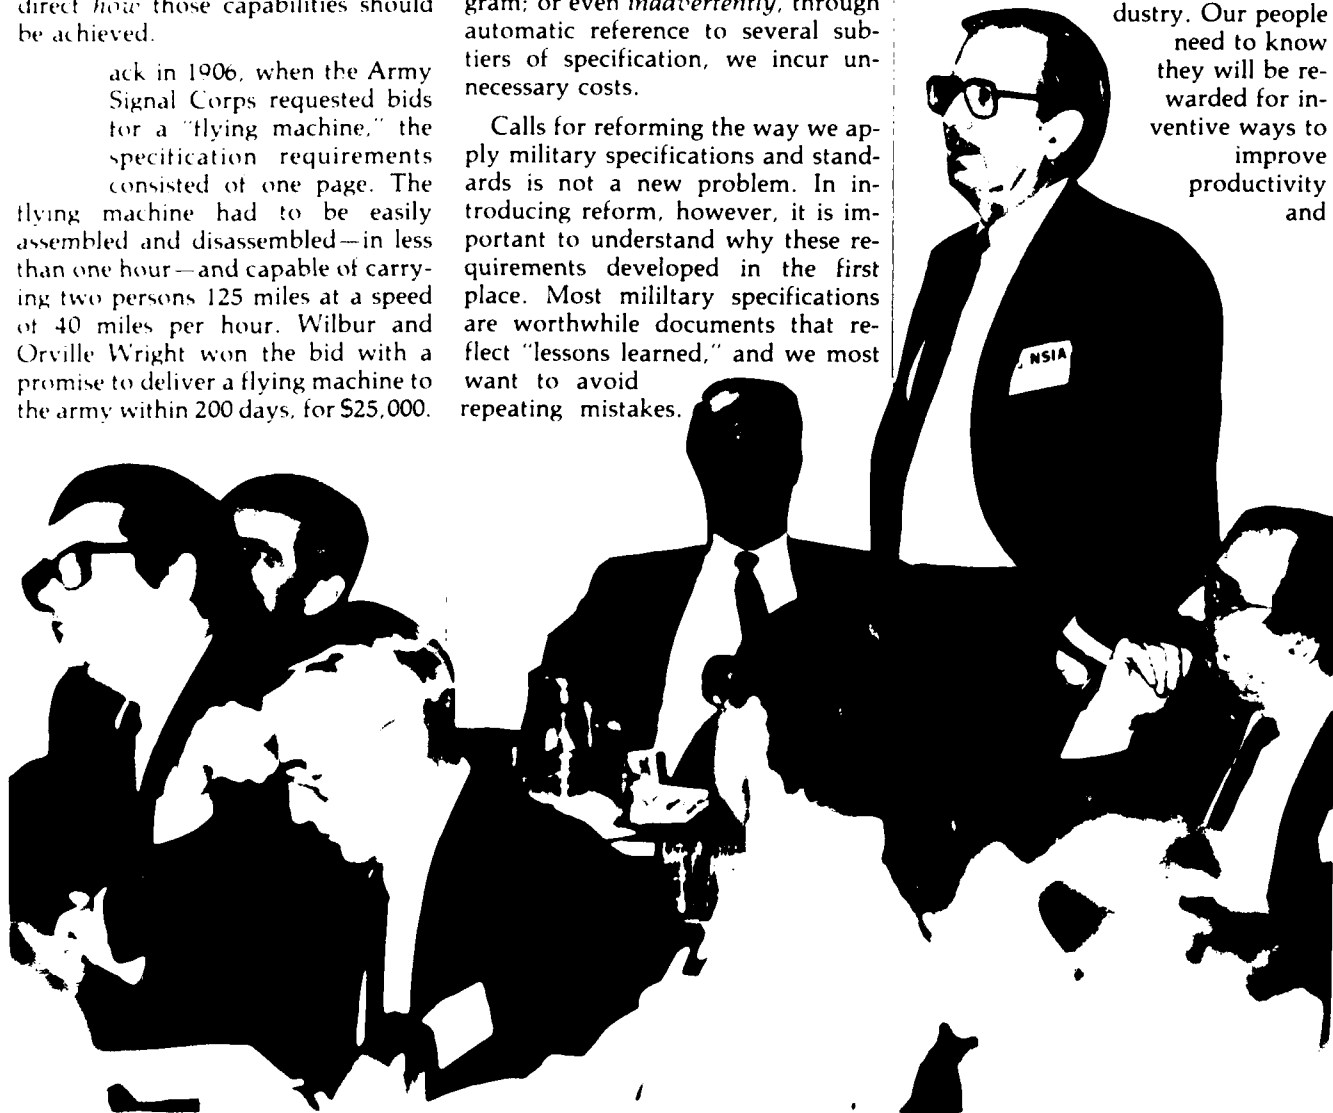 direct how those capabilities should
be achieved.
ack in 1906, when the Army
Signal Corps requested bids
for a "flying machine," the
specification requirements
consisted of one page. The
flying machine had to be easily
assembled and disassembled—in less
than one hour—and capable of carry-
ing two persons 125 miles at a speed
of 40 miles per hour. Wilbur and
Orville Wright won the bid with a
promise to deliver a flying machine to
the army within 200 days, for $25,000.
gram; or even inadvertently, through
automatic reference to several sub-
tiers of specification, we incur un-
necessary costs.
Calls for reforming the way we ap-
ply military specifications and stand-
ards is not a new problem. In in-
troducing reform, however, it is im-
portant to understand why these re-
quirements developed in the first
place. Most mililtary specifications
are worthwhile documents that re-
flect "lessons learned," and we most
want to avoid
repeating mistakes.
dustry. Our people
need to know
they will be re-
warded for in-
ventive ways to
improve
productivity
and
NSIA